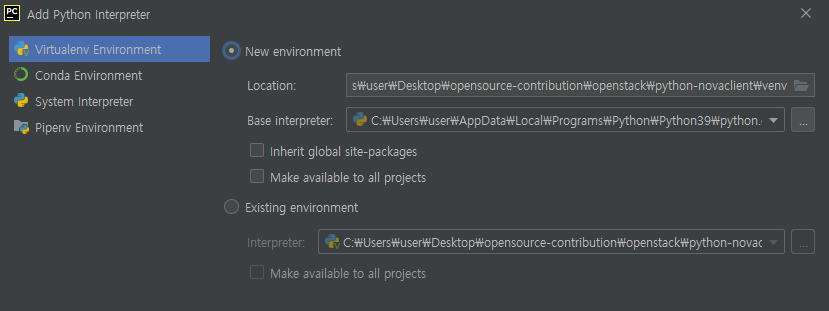 PC Add Python Interpreter
Virtualenv Environment
Conda Environment
System Interpreter
Pipenv Environment
New environment
Location: s₩user₩Desktop₩opensource-contribution₩openstack₩python-novaclient₩venv
Base interpreter: C:₩Users₩user₩AppData₩Local₩Programs₩Python₩Python39₩python. ...
Inherit global site-packages
Make available to all projects
Existing environment
Interpreter: C:₩Users₩user₩Desktop₩opensource-contribution₩openstack₩python-novac ...
Make available to all projects